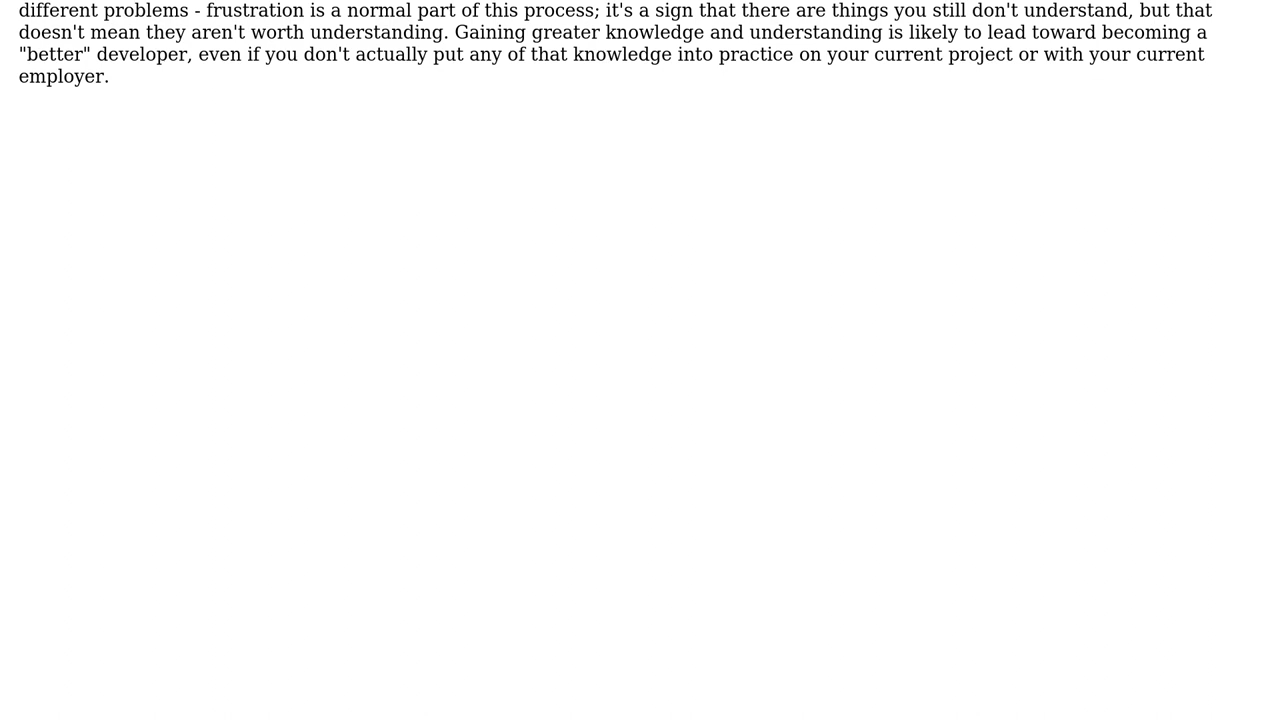 different problems - frustration is a normal part of this process; it's a sign that there are things you still don't understand, but that
doesn't mean they aren't worth understanding. Gaining greater knowledge and understanding is likely to lead toward becoming a
"better" developer, even if you don't actually put any of that knowledge into practice on your current project or with your current
employer.